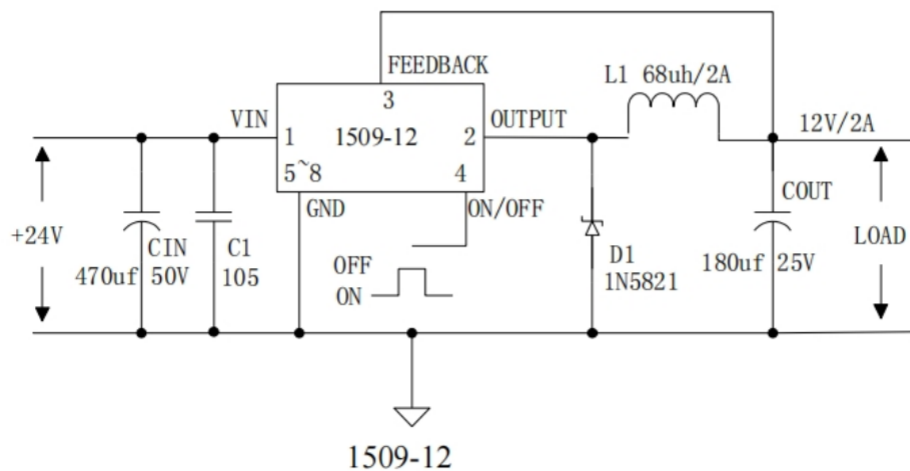 FEEDBACK
L1 68uh/2A
3
VIN
OUTPUT
12V/2A
1
1509-12
2
5~8
4
GND
ON/OFF
COUT
+24V
CIN
C1
OFF
D1
LOAD
470uf 50V
105
ON
1N5821
180uf 25V
1509-12